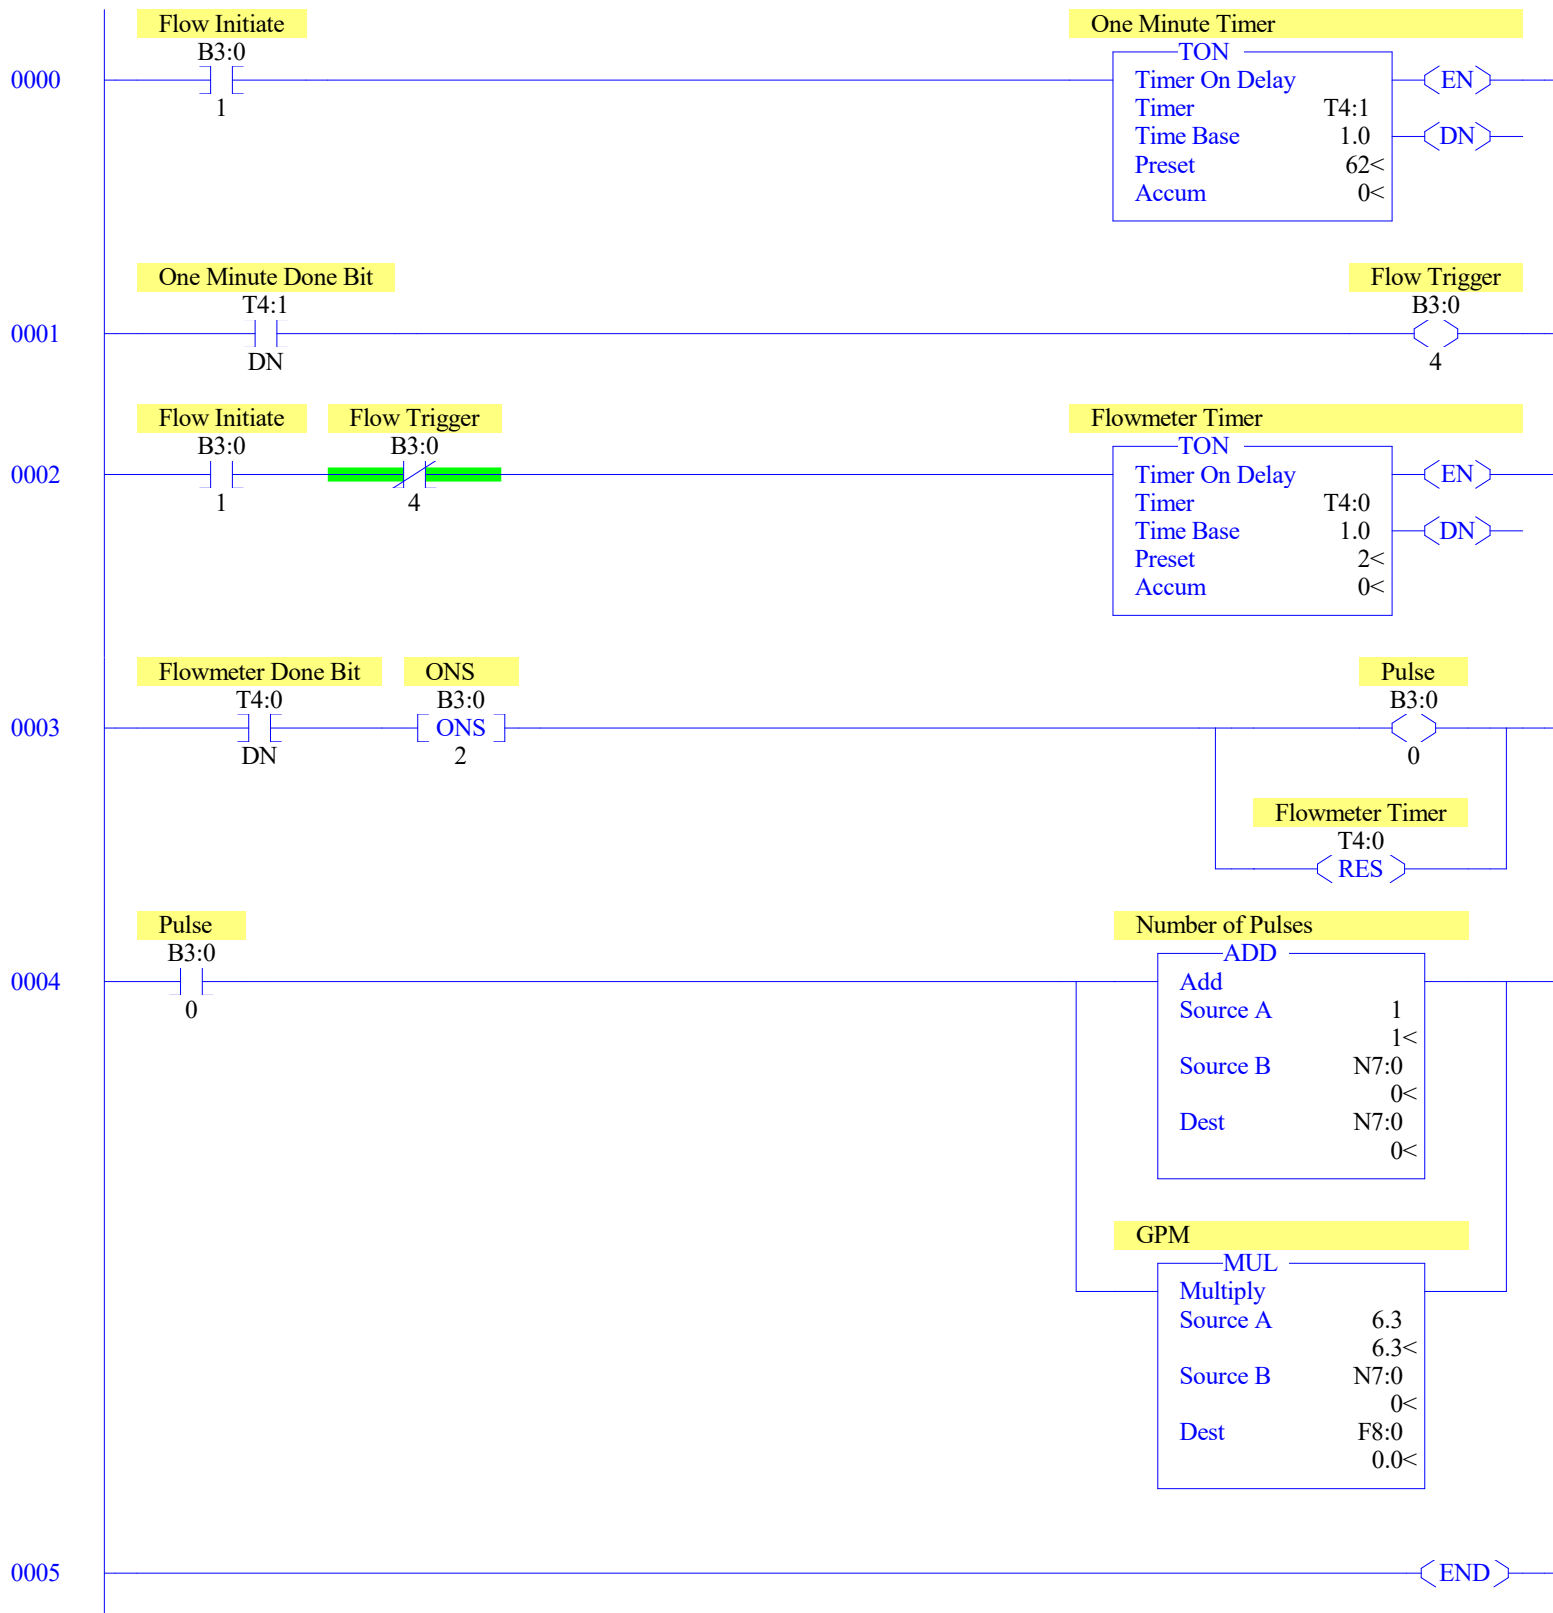 Flow Initiate One Minute Timer
B3:0 TON
0000 Timer On Delay EN
1 Timer T4:1
Time Base 1.0 DN
Preset 62<
Accum 0<
One Minute Done Bit Flow Trigger
T4:1 B3:0
0001
DN 4
Flow Initiate Flow Trigger Flowmeter Timer
B3:0 B3:0 TON
0002 Timer On Delay EN
1 4 Timer T4:0
Time Base 1.0 DN
Preset 2<
Accum 0<
Flowmeter Done Bit ONS Pulse
T4:0 B3:0 B3:0
0003 ONS
DN 2 0
Flowmeter Timer
T4:0
RES
Pulse Number of Pulses
B3:0 ADD
0004 Add
0 Source A 1
1<
Source B N7:0
0<
Dest N7:0
0<
GPM
MUL
Multiply
Source A 6.3
6.3<
Source B N7:0
0<
Dest F8:0
0.0<
0005 END